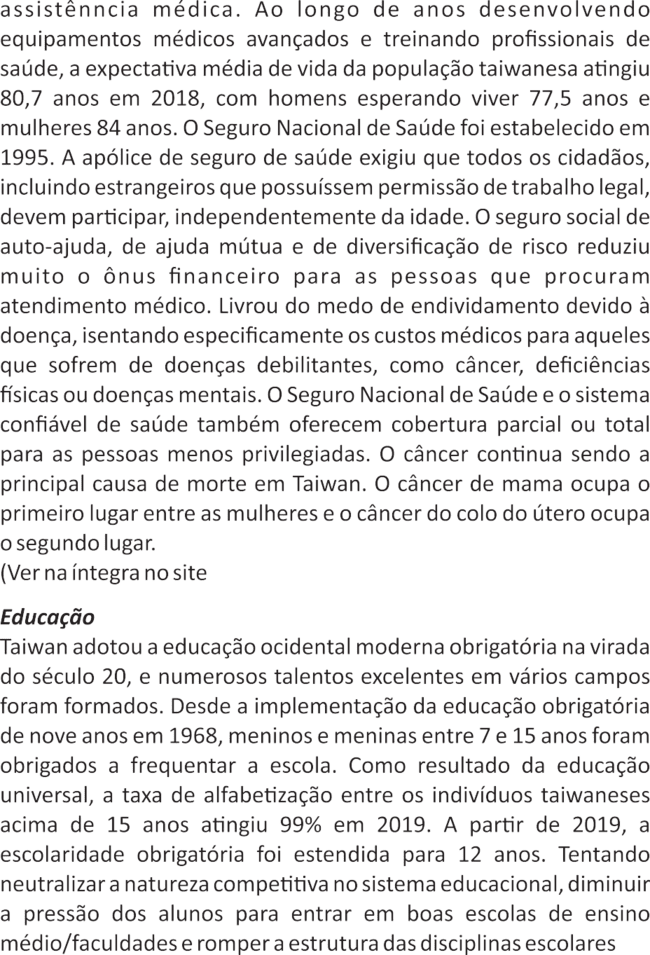 assistênncia médica. Ao longo de anos desenvolvendo
equipamentos médicos avançados e treinando profissionais de
saúde, a expectativa média de vida da população taiwanesa atingiu
80,7 anos em 2018, com homens esperando viver 77,5 anos e
mulheres 84 anos. O Seguro Nacional de Saúde foi estabelecido em
1995. A apólice de seguro de saúde exigiu que todos os cidadãos,
incluindo estrangeiros que possuíssem permissão de trabalho legal,
devem participar, independentemente da idade. O seguro social de
auto-ajuda, de ajuda mútua e de diversificação de risco reduziu
muito o ônus financeiro para as pessoas que procuram
atendimento médico. Livrou do medo de endividamento devido à
doença, isentando especificamente os custos médicos para aqueles
que sofrem de doenças debilitantes, como câncer, deficiências
físicas ou doenças mentais. O Seguro Nacional de Saúde e o sistema
confiável de saúde também oferecem cobertura parcial ou total
para as pessoas menos privilegiadas. O câncer continua sendo a
principal causa de morte em Taiwan. O câncer de mama ocupa o
primeiro lugar entre as mulheres e o câncer do colo do útero ocupa
o segundo lugar.
(Ver na íntegra no site
Educação
Taiwan adotou a educação ocidental moderna obrigatória na virada
do século 20, e numerosos talentos excelentes em vários campos
foram formados. Desde a implementação da educação obrigatória
de nove anos em 1968, meninos e meninas entre 7 e 15 anos foram
obrigados a frequentar a escola. Como resultado da educação
universal, a taxa de alfabetização entre os indivíduos taiwaneses
acima de 15 anos atingiu 99% em 2019. A partir de 2019, a
escolaridade obrigatória foi estendida para 12 anos. Tentando
neutralizar a natureza competitiva no sistema educacional, diminuir
a pressão dos alunos para entrar em boas escolas de ensino
médio/faculdades e romper a estrutura das disciplinas escolares